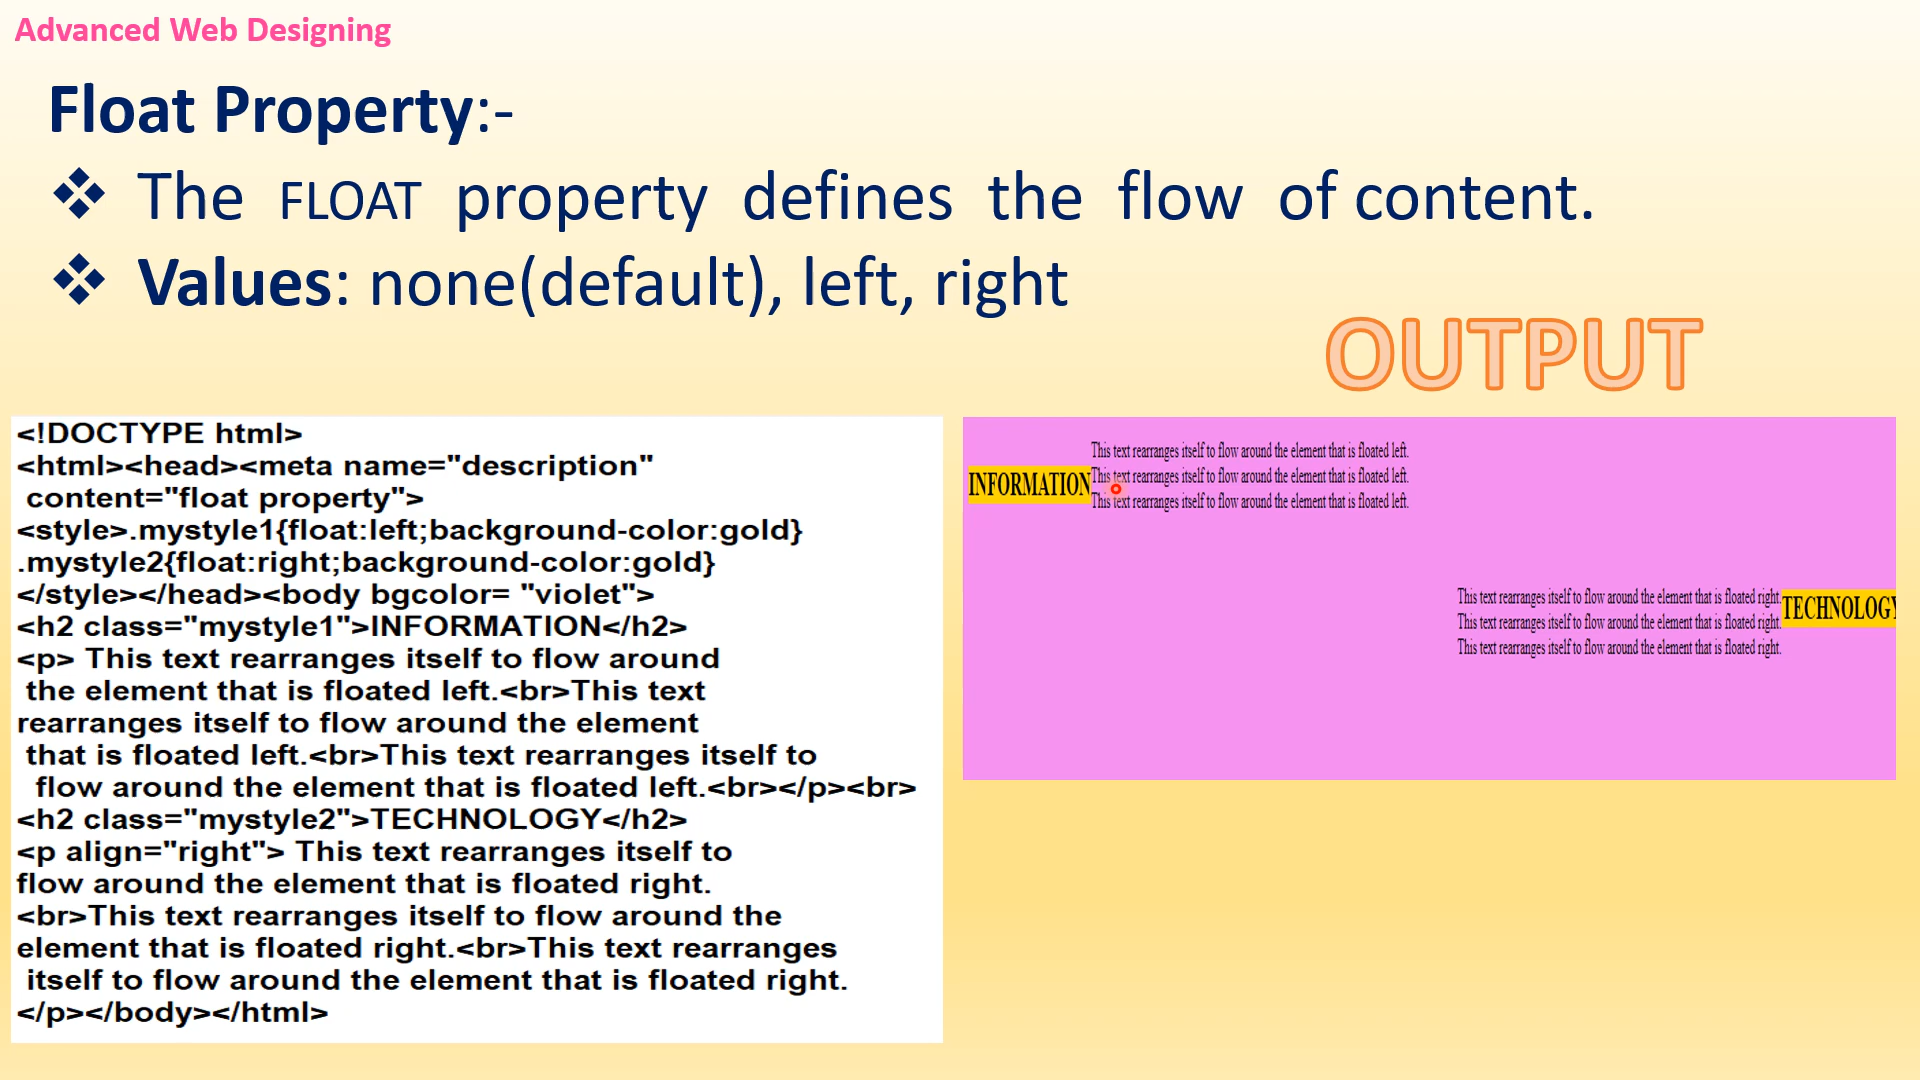 Advanced Web Designing
Float Property:-
❖ The FLOAT property defines the flow of content.
❖ Values: none(default), left, right
OUTPUT
<!DOCTYPE html>
<html><head><meta name="description"
content="float property">
<style>.mystyle1{float:left;background-color:gold}
.mystyle2{float:right;background-color:gold}
</style></head><body bgcolor= "violet">
<h2 class="mystyle1">INFORMATION</h2>
<p> This text rearranges itself to flow around
the element that is floated left.<br>This text
rearranges itself to flow around the element
that is floated left.<br>This text rearranges itself to
flow around the element that is floated left.<br></p><br>
<h2 class="mystyle2">TECHNOLOGY</h2>
<p align="right"> This text rearranges itself to
flow around the element that is floated right.
<br>This text rearranges itself to flow around the
element that is floated right.<br>This text rearranges
itself to flow around the element that is floated right.
</p></body></html>
This text rearranges itself to flow around the element that is floated left.
INFORMATION This text rearranges itself to flow around the element that is floated left.
This text rearranges itself to flow around the element that is floated left.
This text rearranges itself to flow around the element that is floated right. TECHNOLOGY
This text rearranges itself to flow around the element that is floated right.
This text rearranges itself to flow around the element that is floated right.